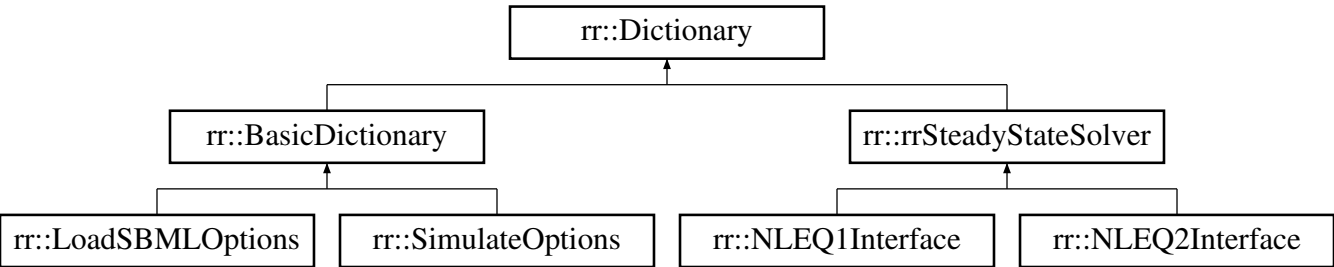 rr::Dictionary
rr::BasicDictionary
rr::rrSteadyStateSolver
rr::LoadSBMLOptions
rr::SimulateOptions
rr::NLEQ1Interface
rr::NLEQ2Interface